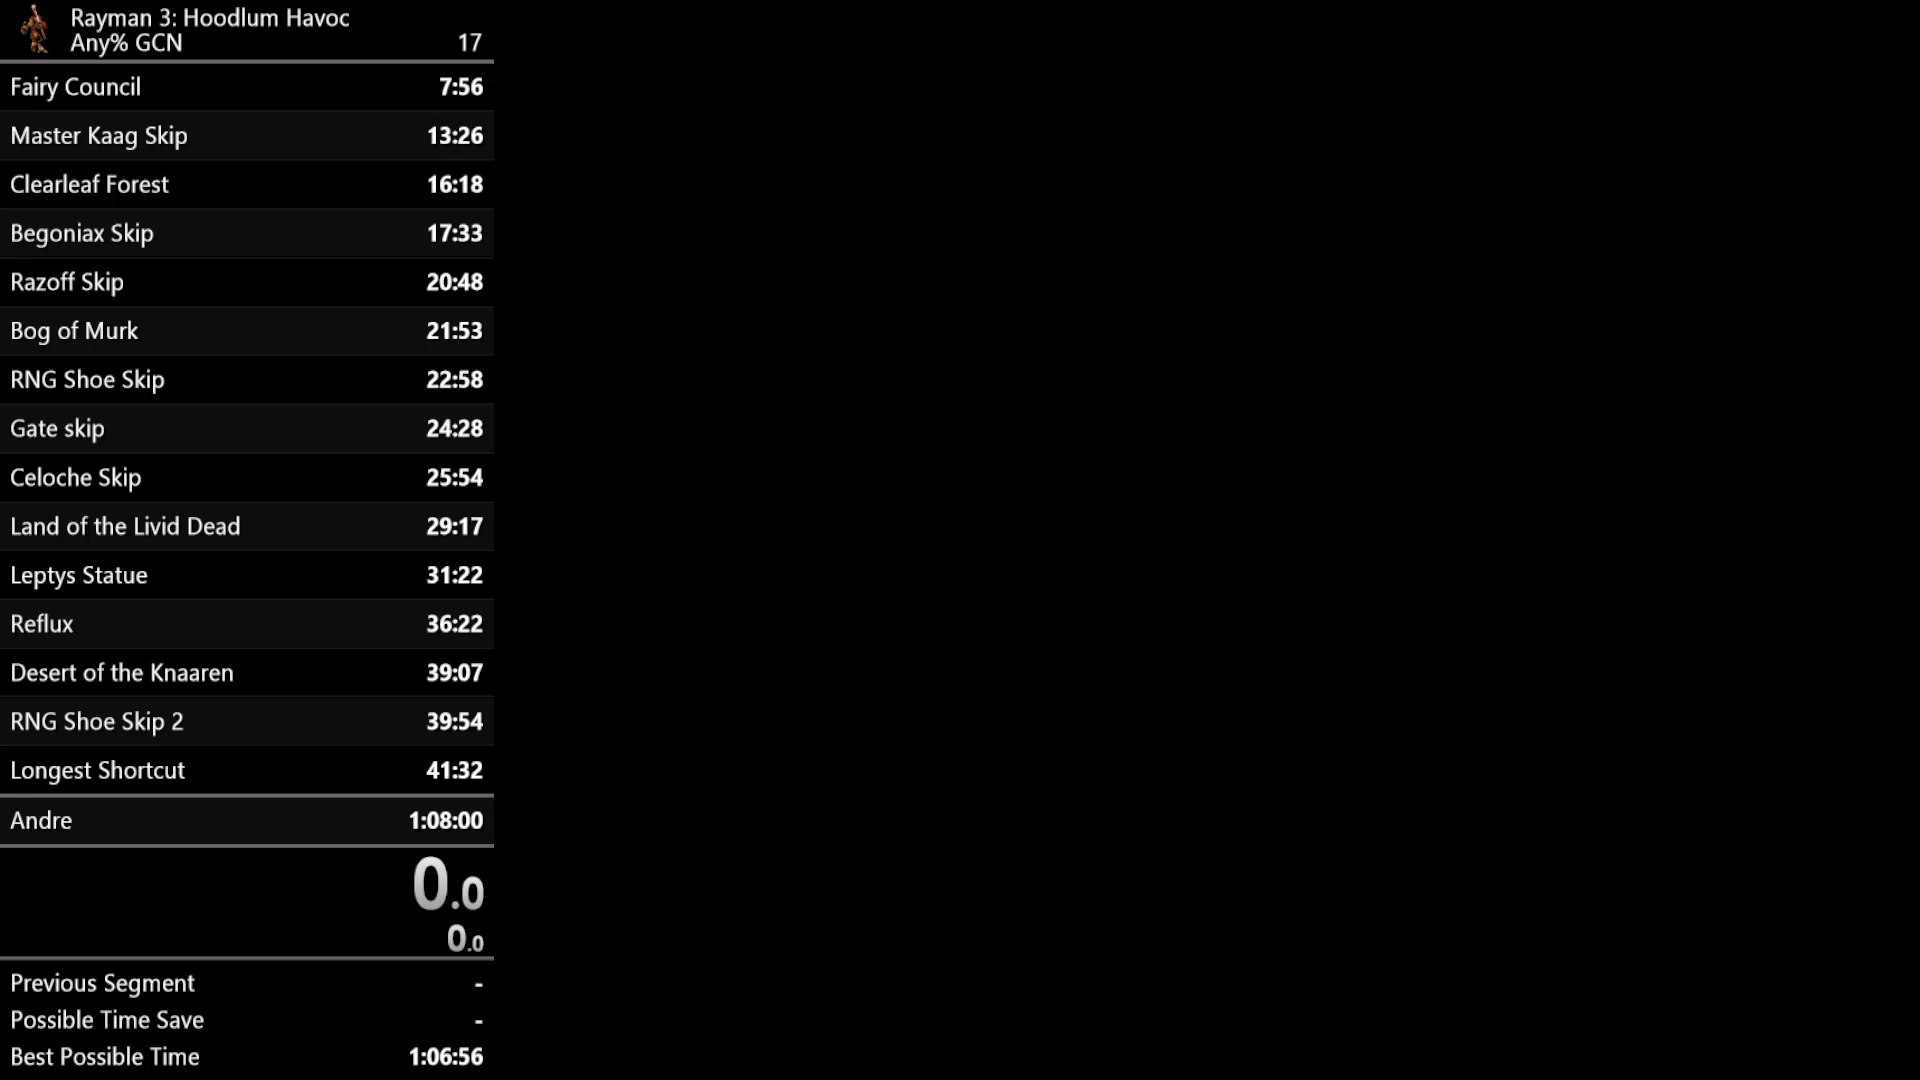 Rayman 3: Hoodlum Havoc
Any% GCN 17
Fairy Council 7:56
Master Kaag Skip 13:26
Clearleaf Forest 16:18
Begoniax Skip 17:33
Razoff Skip 20:48
Bog of Murk 21:53
RNG Shoe Skip 22:58
Gate skip 24:28
Celoche Skip 25:54
Land of the Livid Dead 29:17
Leptys Statue 31:22
Reflux 36:22
Desert of the Knaaren 39:07
RNG Shoe Skip 2 39:54
Longest Shortcut 41:32
Andre 1:08:00
0.0
0.0
Previous Segment -
Possible Time Save -
Best Possible Time 1:06:56